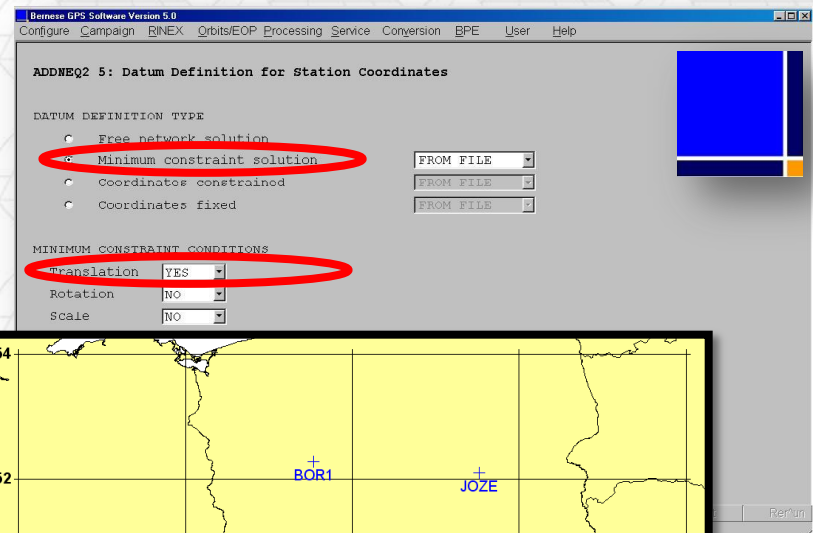 Bernese GPS Software Version 5.0
Configure Campaign RINEX Orbits/EOP Processing Service Conversion BPE User Help
ADDNEQ2 5: Datum Definition for Station Coordinates
DATUM DEFINITION TYPE
Free network solution
Minimum constraint solution FROM FILE
Coordinates constrained FROM FILE
Coordinates fixed FROM FILE
MINIMUM CONSTRAINT CONDITIONS
Translation YES
Rotation NO
Scale NO
BOR1
JOZE